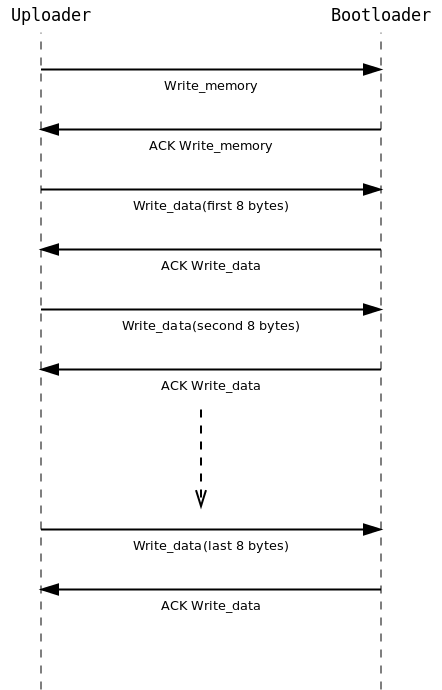 Uploader Bootloader
Write_memory
ACK Write_memory
Write_data(first 8 bytes)
ACK Write_data
Write_data(second 8 bytes)
ACK Write_data
Write_data(last 8 bytes)
ACK Write_data